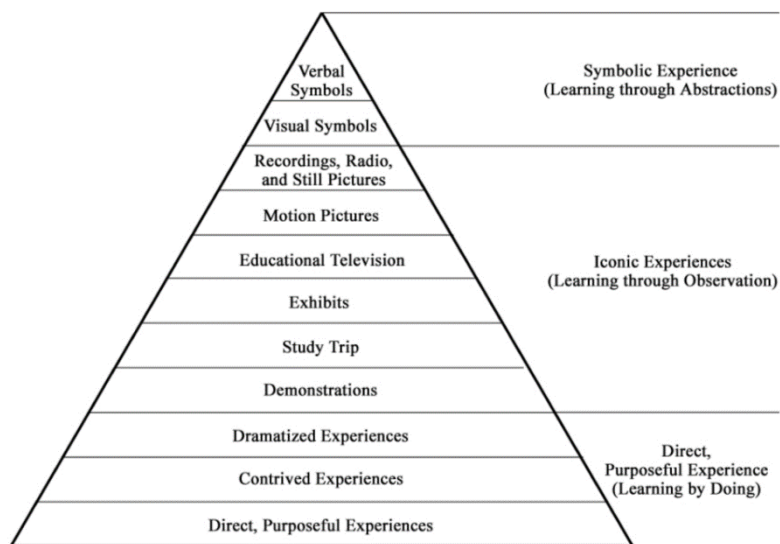 Verbal
Symbols
Visual Symbols
Recordings, Radio,
and Still Pictures
Motion Pictures
Educational Television
Exhibits
Study Trip
Demonstrations
Dramatized Experiences
Contrived Experiences
Direct, Purposeful Experiences
Symbolic Experience
(Learning through Abstractions)
Iconic Experiences
(Learning through Observation)
Direct,
Purposeful Experience
(Learning by Doing)